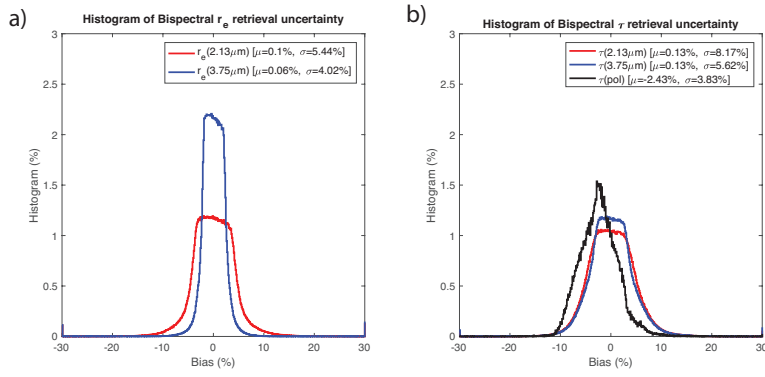 a)
Histogram of Bispectral r_e retrieval uncertainty
r_e(2.13μm) [μ=0.1%, σ=5.44%]
r_e(3.75μm) [μ=0.06%, σ=4.02%]
Histogram (%)
3
2.5
2
1.5
1
0.5
0
-30
-20
-10
0
10
20
30
Bias (%)
b)
Histogram of Bispectral τ retrieval uncertainty
τ(2.13μm) [μ=0.13%, σ=8.17%]
τ(3.75μm) [μ=0.13%, σ=5.62%]
τ(pol) [μ=-2.43%, σ=3.83%]
Histogram (%)
3
2.5
2
1.5
1
0.5
0
-30
-20
-10
0
10
20
30
Bias (%)